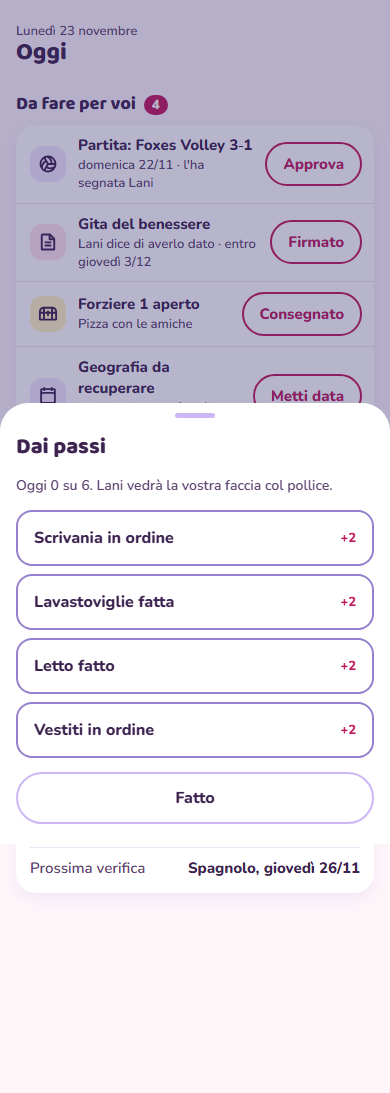 Lunedì 23 novembre
Oggi
Da fare per voi 4
Partita: Foxes Volley 3-1
domenica 22/11 · l'ha
segnata Lani
Approva
Gita del benessere
Lani dice di averlo dato · entro
giovedì 3/12
Firmato
Forziere 1 aperto
Pizza con le amiche
Consegnato
Geografia da
recuperare
Metti data
Dai passi
Oggi 0 su 6. Lani vedrà la vostra faccia col pollice.
Scrivania in ordine +2
Lavastoviglie fatta +2
Letto fatto +2
Vestiti in ordine +2
Fatto
Prossima verifica Spagnolo, giovedì 26/11